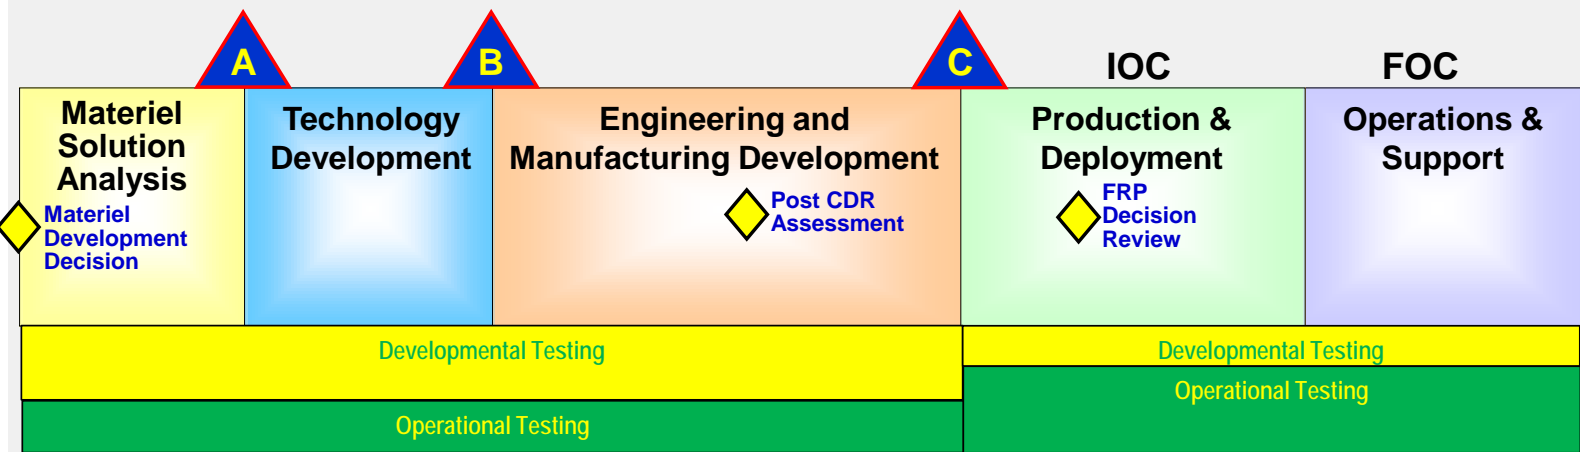 A
B
C
IOC
FOC
Materiel
Solution
Analysis
Materiel
Development
Decision
Technology
Development
Engineering and
Manufacturing Development
Post CDR
Assessment
Production &
Deployment
FRP
Decision
Review
Operations &
Support
Developmental Testing
Operational Testing
Developmental Testing
Operational Testing